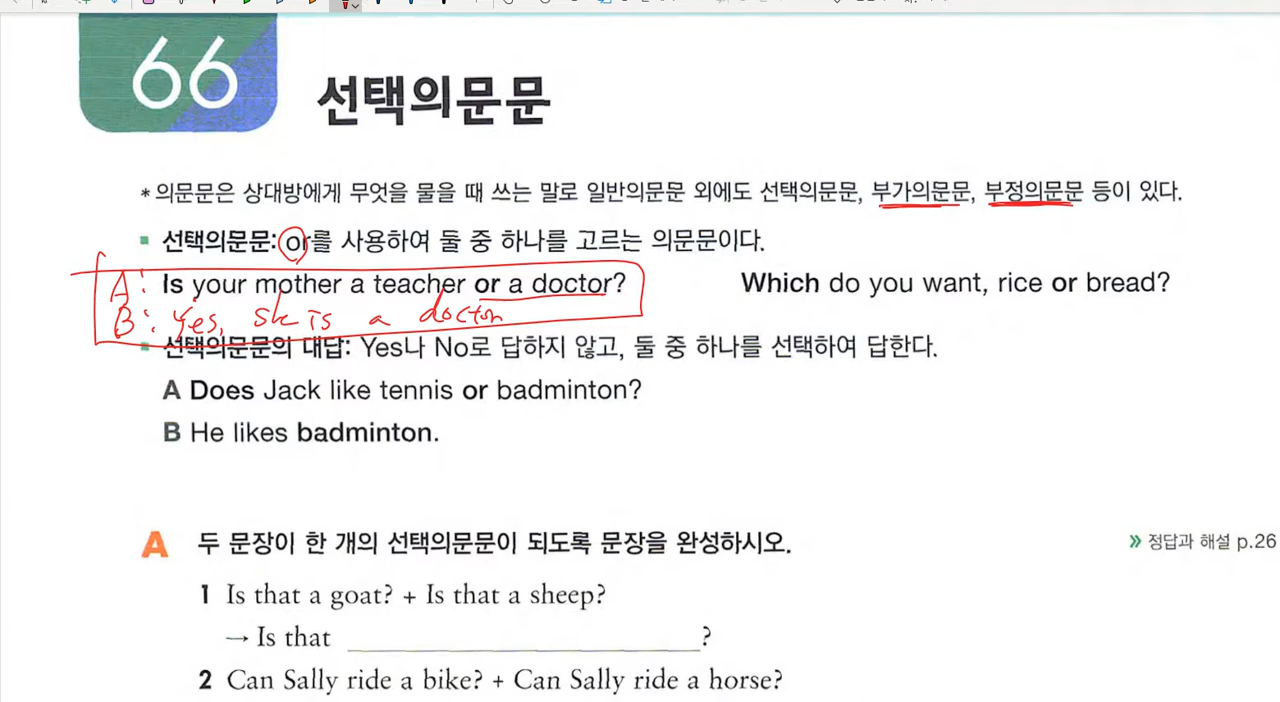 66 선택의문문
* 의문문은 상대방에게 무엇을 물을 때 쓰는 말로 일반의문문 외에도 선택의문문, 부가의문문, 부정의문문 등이 있다.
선택의문문: or를 사용하여 둘 중 하나를 고르는 의문문이다.
A: Is your mother a teacher or a doctor? Which do you want, rice or bread?
B: Yes, she is a doctor
선택의문문의 대답: Yes나 No로 답하지 않고, 둘 중 하나를 선택하여 답한다.
A Does Jack like tennis or badminton?
B He likes badminton.
A 두 문장이 한 개의 선택의문문이 되도록 문장을 완성하시오.
» 정답과 해설 p.26
1 Is that a goat? + Is that a sheep?
→ Is that ?
2 Can Sally ride a bike? + Can Sally ride a horse?